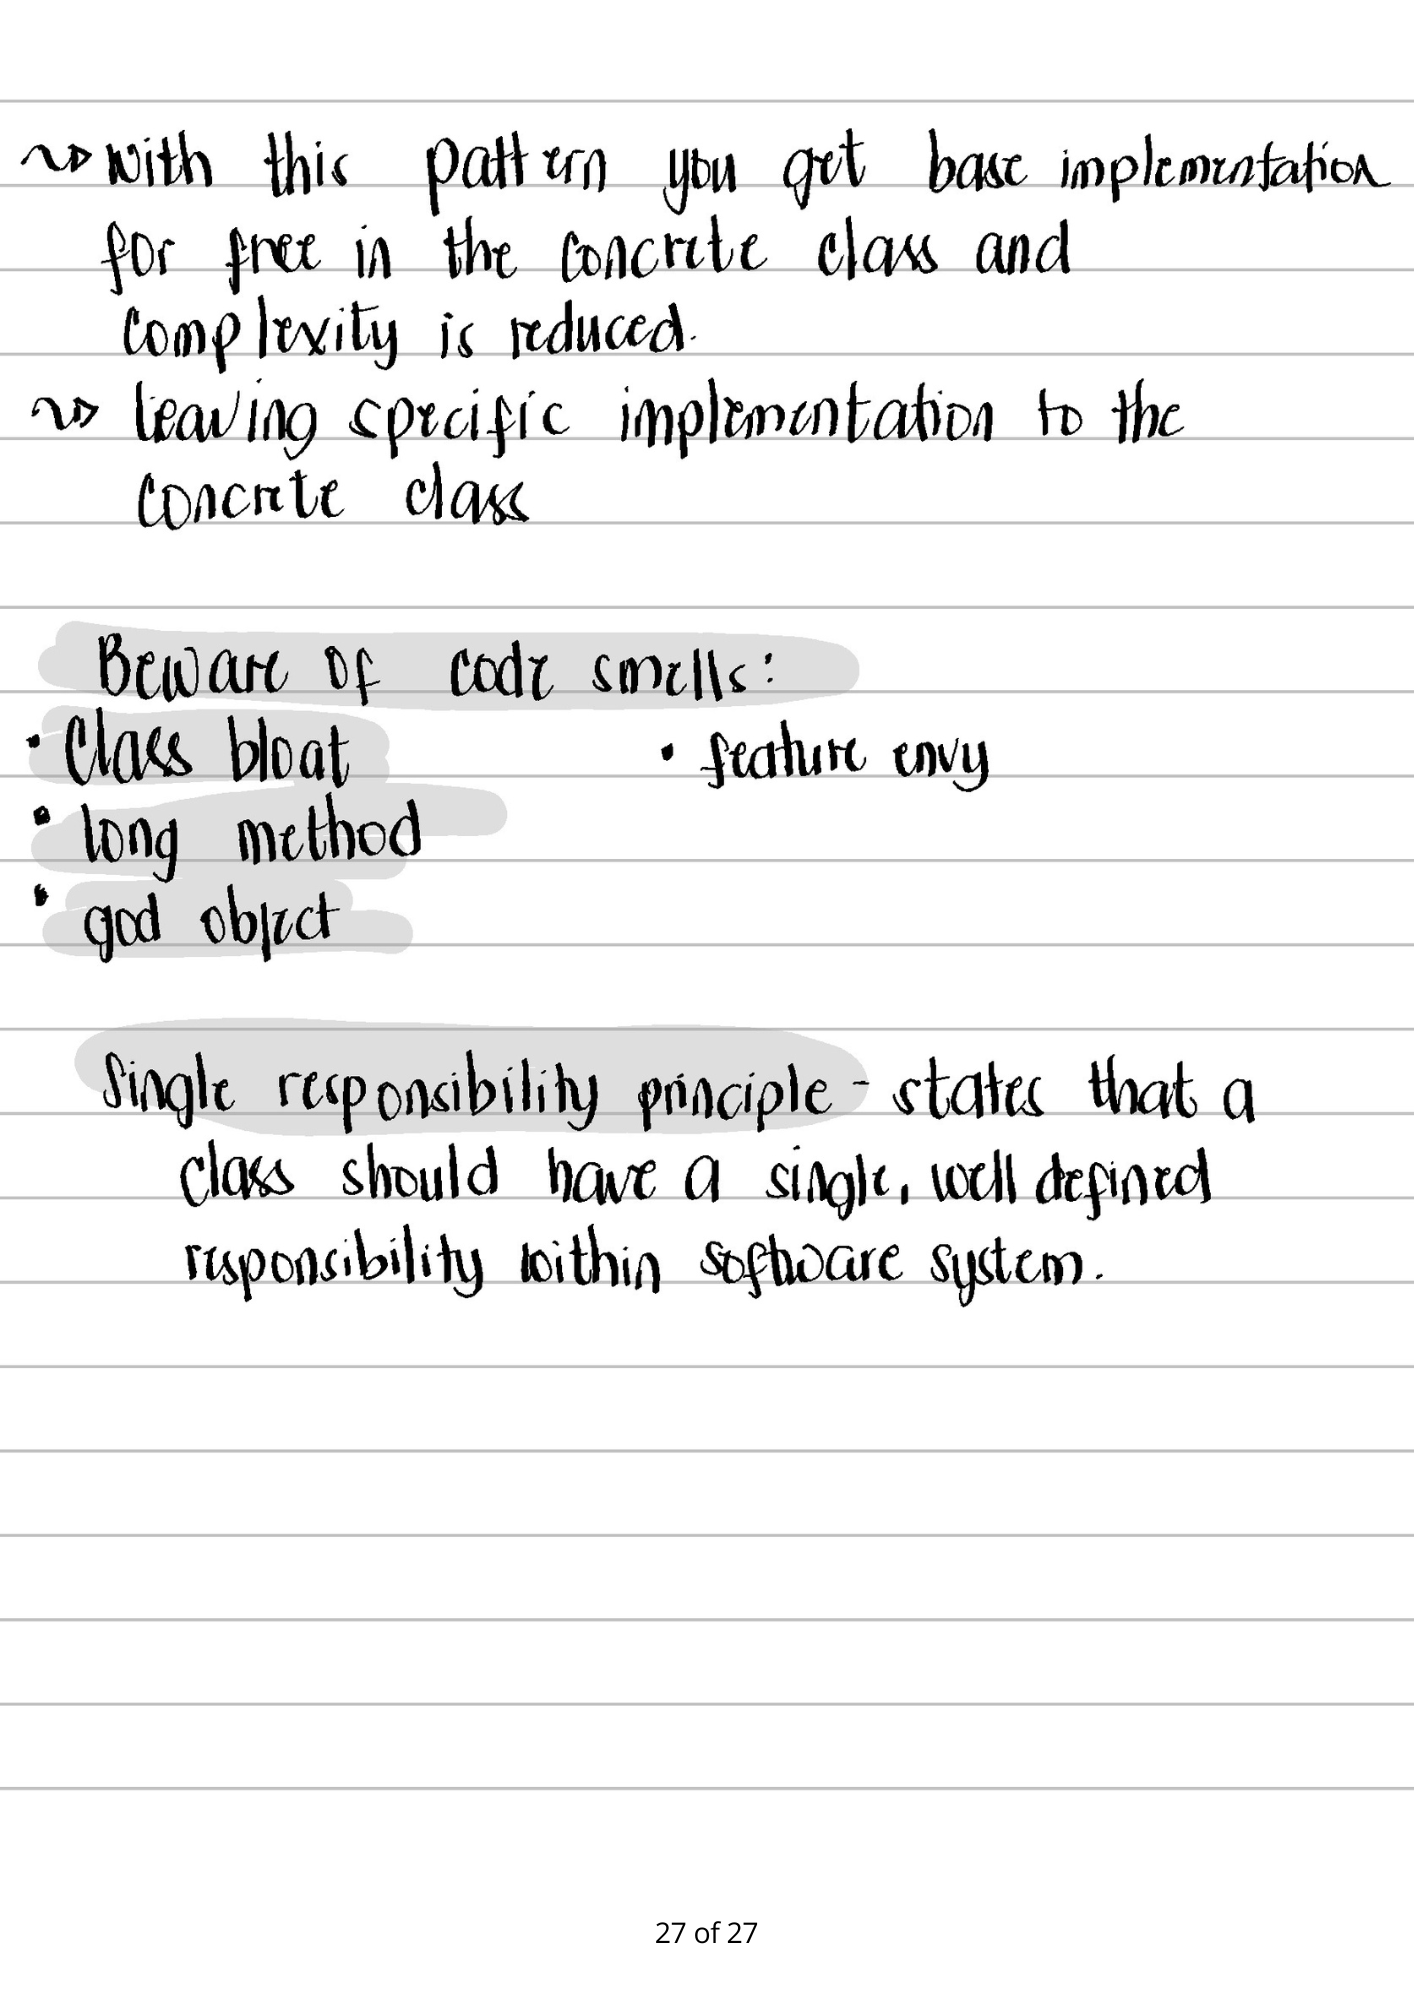 with this pattern you get base implementation
for free in the concrete class and
complexity is reduced.
leaving specific implementation to the
concrete class
Beware of code smells:
• Class bloat
• feature envy
• long method
• god object
Single responsibility principle - states that a
class should have a single, well defined
responsibility within software system.
27 of 27